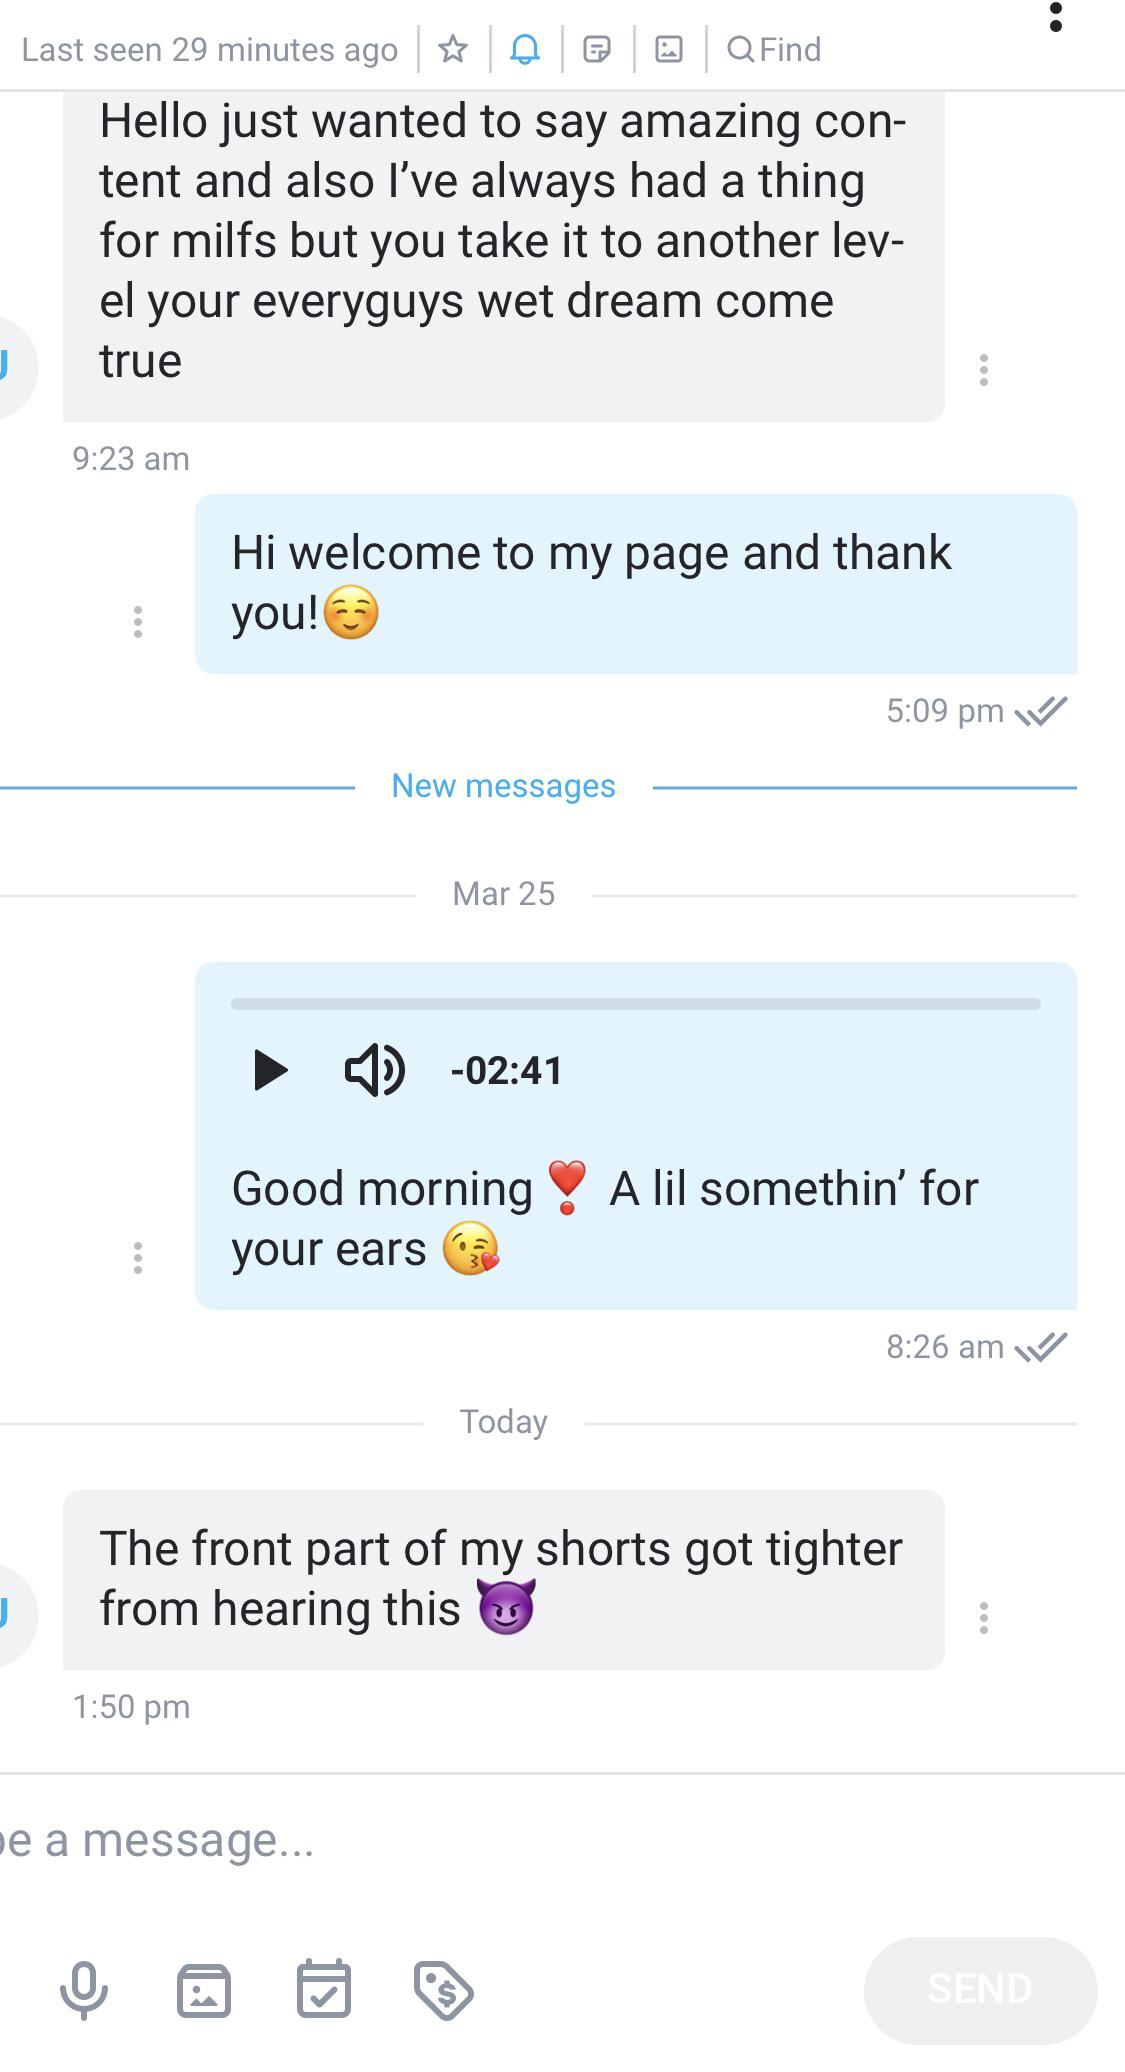 Last seen 29 minutes ago
Find
Hello just wanted to say amazing con-
tent and also I’ve always had a thing
for milfs but you take it to another lev-
el your everyguys wet dream come
true
9:23 am
Hi welcome to my page and thank
you!☺️
5:09 pm
New messages
Mar 25
-02:41
Good morning ❣️ A lil somethin’ for
your ears 😘
8:26 am
Today
The front part of my shorts got tighter
from hearing this 😈
1:50 pm
a message...
SEND